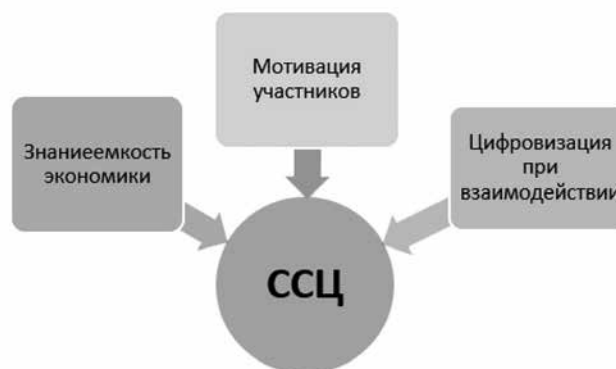 Мотивация
участников
Знаниеемкость
экономики
Цифровизация
при
взаимодействии
ССЦ